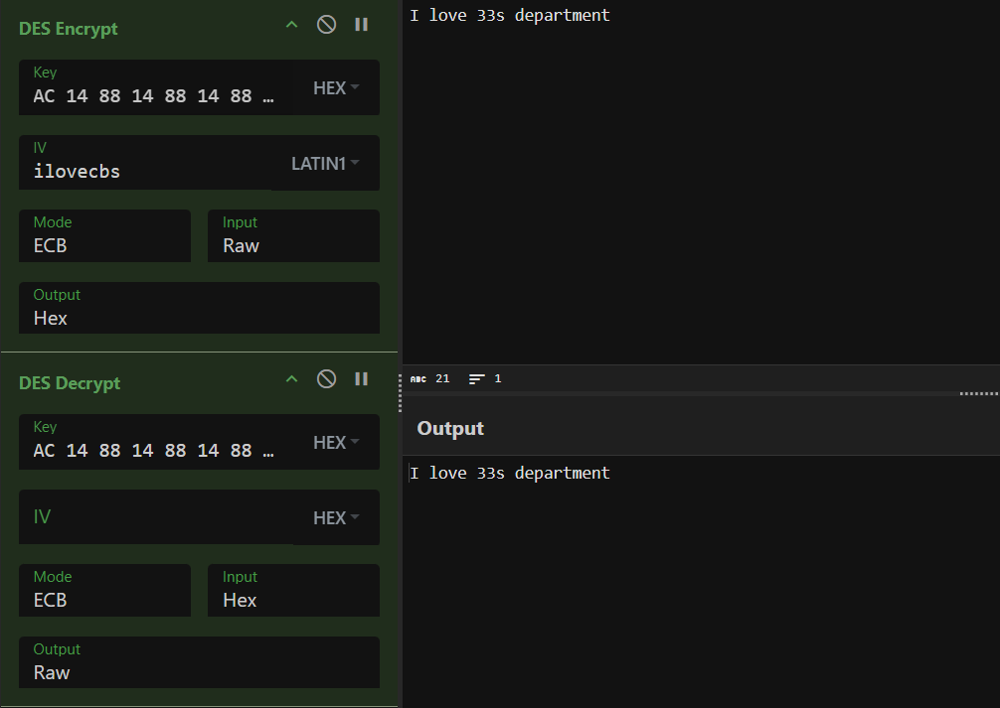 DES Encrypt
Key
AC 14 88 14 88 14 88 …
HEX
IV
ilovecbs
LATIN1
Mode
ECB
Input
Raw
Output
Hex
DES Decrypt
Key
AC 14 88 14 88 14 88 …
HEX
IV
HEX
Mode
ECB
Input
Hex
Output
Raw
I love 33s department
ABC 21 1
Output
I love 33s department